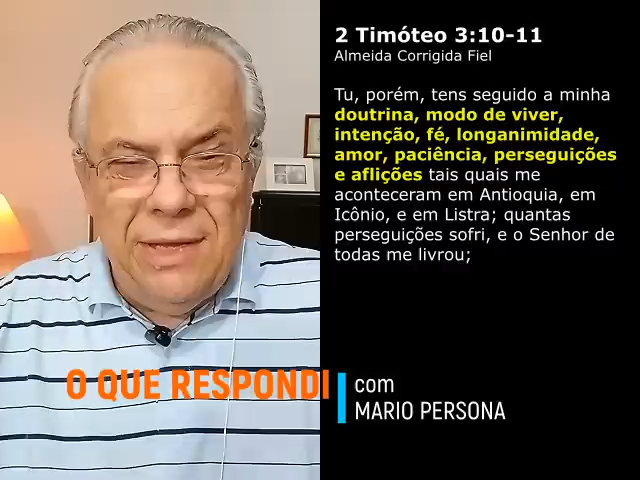 2 Timóteo 3:10-11
Almeida Corrigida Fiel
Tu, porém, tens seguido a minha
doutrina, modo de viver,
intenção, fé, longanimidade,
amor, paciência, perseguições
e aflições tais quais me
aconteceram em Antioquia, em
Icônio, e em Listra; quantas
perseguições sofri, e o Senhor de
todas me livrou;
O QUE RESPONDI
com
MARIO PERSONA